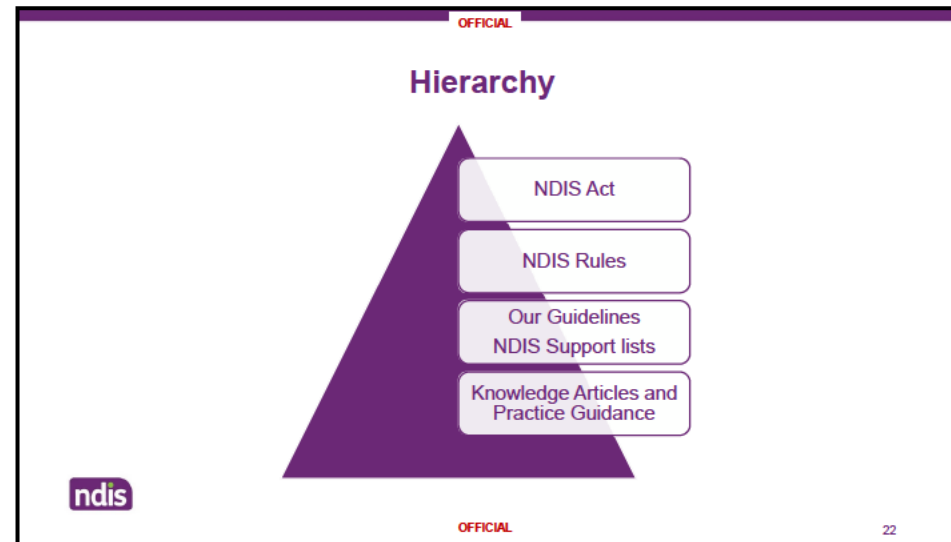 OFFICIAL
Hierarchy
NDIS Act
NDIS Rules
Our Guidelines
NDIS Support lists
Knowledge Articles and
Practice Guidance
ndis
OFFICIAL
22